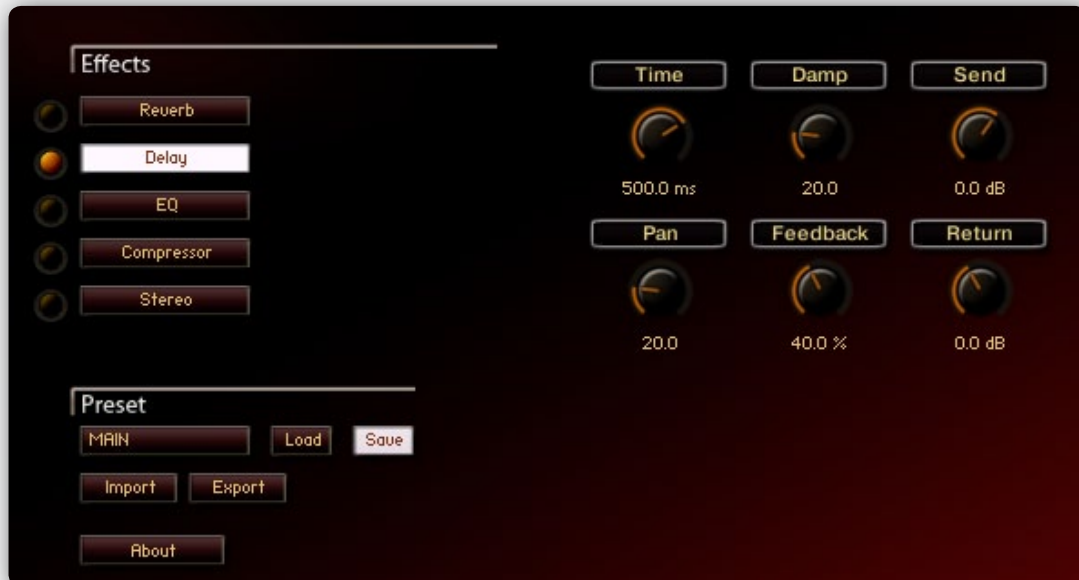 Effects
Reverb
Delay
EQ
Compressor
Stereo
Time Damp Send
500.0 ms 20.0 0.0 dB
Pan Feedback Return
20.0 40.0 % 0.0 dB
Preset
MAIN Load Save
Import Export
About